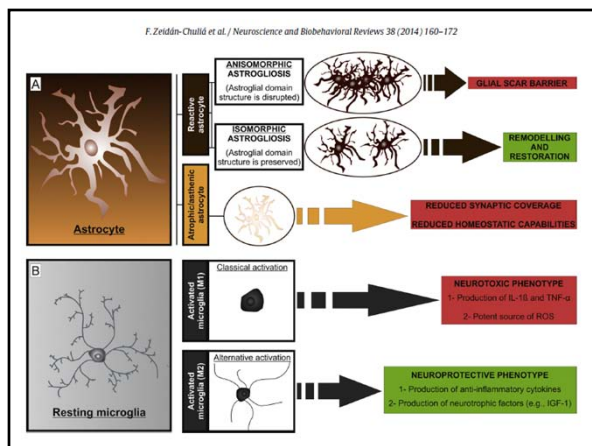 F. Zeidán-Chuliá et al. / Neuroscience and Biobehavioral Reviews 38 (2014) 160–172
A
Astrocyte
Reactive
astrocyte
ANISOMORPHIC
ASTROGLIOSIS
(Astroglial domain
structure is disrupted)
GLIAL SCAR BARRIER
ISOMORPHIC
ASTROGLIOSIS
(Astroglial domain
structure is preserved)
REMODELLING
AND
RESTORATION
Atrophic/asthenic
astrocyte
REDUCED SYNAPTIC COVERAGE
REDUCED HOMEOSTATIC CAPABILITIES
B
Resting microglia
Activated
microglia (M1)
Classical activation
NEUROTOXIC PHENOTYPE
1- Production of IL-1ß and TNF-α
2- Potent source of ROS
Activated
microglia (M2)
Alternative activation
NEUROPROTECTIVE PHENOTYPE
1- Production of anti-inflammatory cytokines
2- Production of neurotrophic factors (e.g., IGF-1)